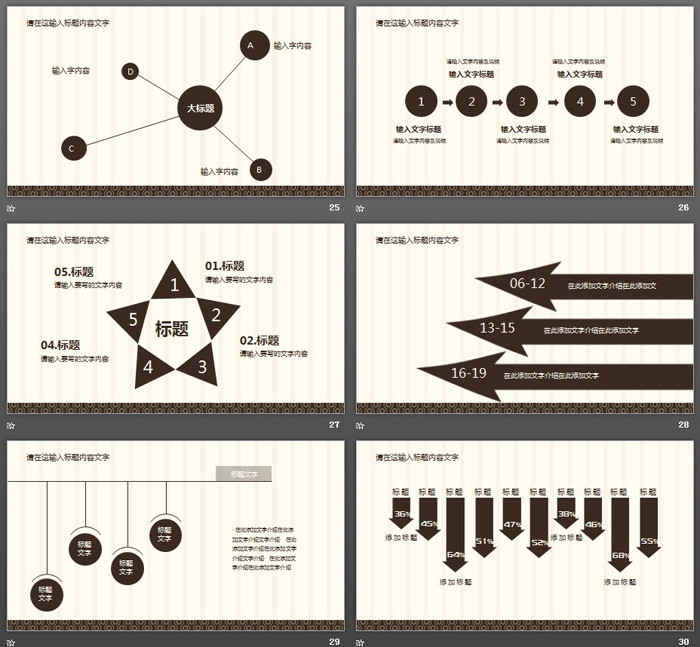 请在这输入标题内容文字
A
输入字内容
输入字内容
D
大标题
C
输入字内容
B
25
请在这输入标题内容文字
请输入文字内容及说明
请输入文字内容及说明
输入文字标题
输入文字标题
1
2
3
4
5
输入文字标题
输入文字标题
输入文字标题
请输入文字内容及说明
请输入文字内容及说明
请输入文字内容及说明
26
请在这输入标题内容文字
05.标题
请输入要写的文字内容
01.标题
请输入要写的文字内容
1
5
2
标题
04.标题
请输入要写的文字内容
02.标题
请输入要写的文字内容
4
3
27
请在这输入标题内容文字
06-12
在此添加文字介绍在此添加文
13-15
在此添加文字介绍在此添加文字
16-19
在此添加文字介绍在此添加文字
28
请在这输入标题内容文字
标题文字
标题
文字
标题
文字
标题
文字
标题
文字
·在此添加文字介绍在此添
加文字介绍文字介绍 在此
添加文字介绍在此添加文字
介绍文字介绍 在此添加文
字介绍在此添加文字介绍
29
请在这输入标题内容文字
标题
标题
标题
标题
标题
标题
标题
标题
标题
标题
36%
45%
64%
51%
47%
52%
38%
46%
68%
55%
添加标题
添加标题
添加标题
添加标题
30